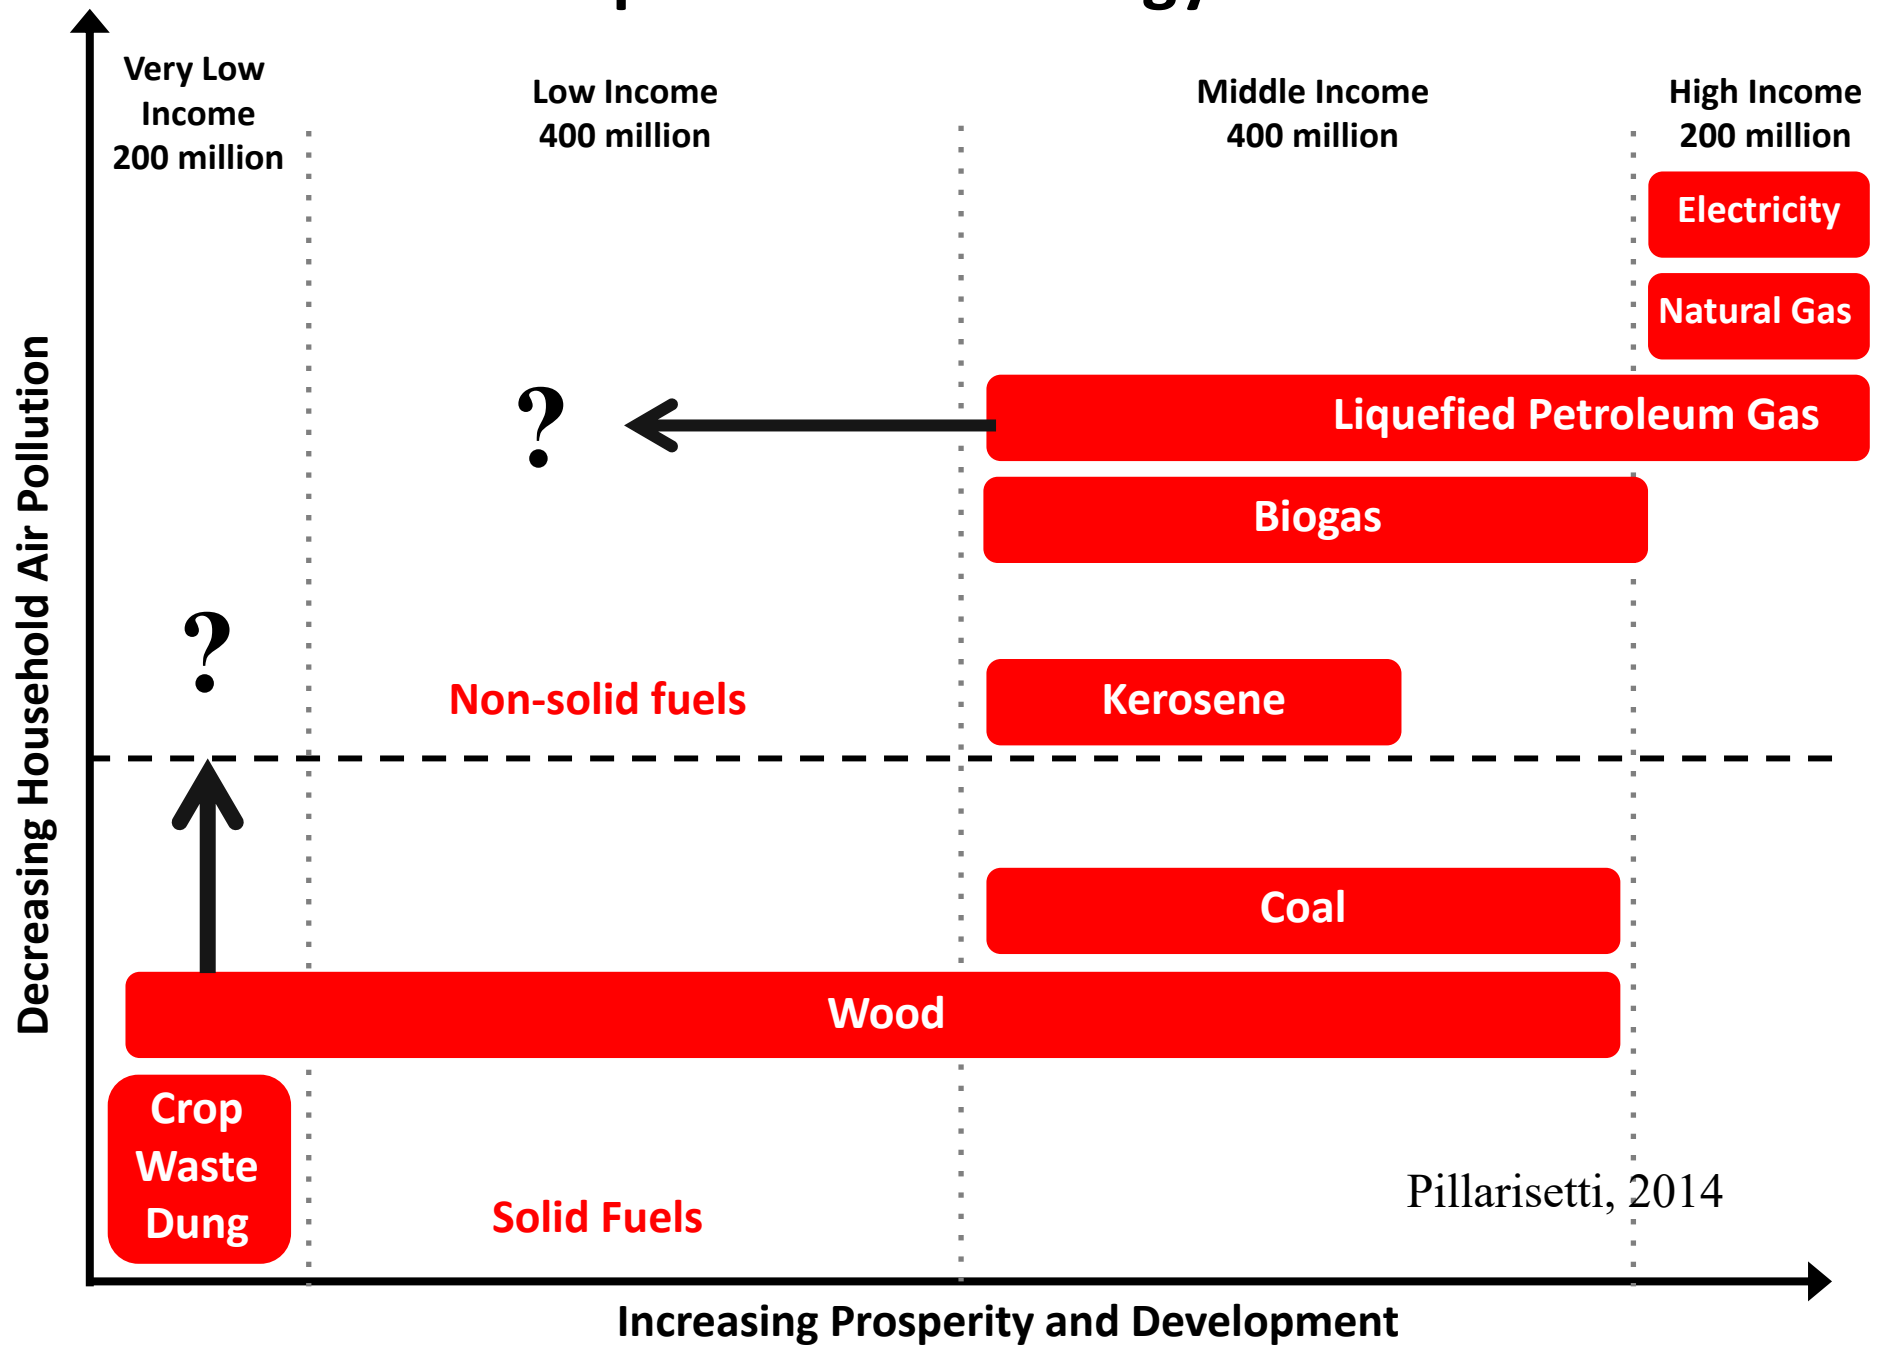 Very Low
Income
200 million
Low Income
400 million
Middle Income
400 million
High Income
200 million
Electricity
Natural Gas
?
Liquefied Petroleum Gas
Biogas
?
Non-solid fuels
Kerosene
Decreasing Household Air Pollution
Coal
Wood
Crop
Waste
Dung
Solid Fuels
Pillarisetti, 2014
Increasing Prosperity and Development